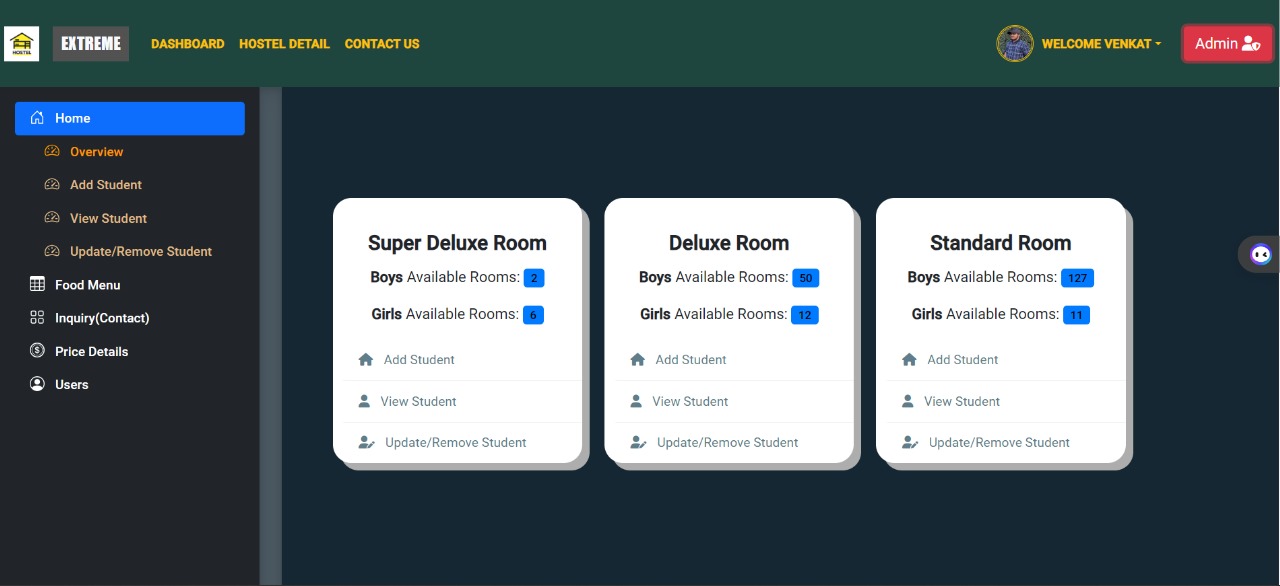 HOSTEL
EXTREME
DASHBOARD
HOSTEL DETAIL
CONTACT US
WELCOME VENKAT
Admin
Home
Overview
Add Student
View Student
Update/Remove Student
Food Menu
Inquiry(Contact)
Price Details
Users
Super Deluxe Room
Boys Available Rooms: 2
Girls Available Rooms: 6
Add Student
View Student
Update/Remove Student
Deluxe Room
Boys Available Rooms: 50
Girls Available Rooms: 12
Add Student
View Student
Update/Remove Student
Standard Room
Boys Available Rooms: 127
Girls Available Rooms: 11
Add Student
View Student
Update/Remove Student